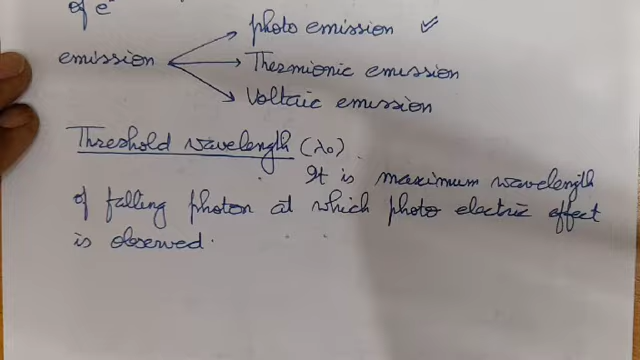 of e⁻
photo emission ✓
emission
Thermionic emission
Voltaic emission
Threshold wavelength (λ₀).
It is maximum wavelength
of falling photon at which photo electric effect
is observed.